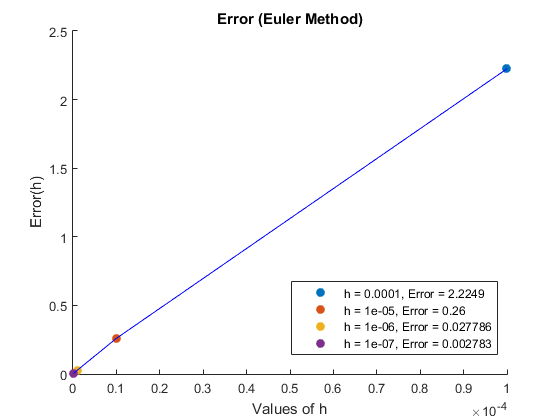 Error (Euler Method)
2.5
2
1.5
1
0.5
0
Error(h)
h = 0.0001, Error = 2.2249
h = 1e-05, Error = 0.26
h = 1e-06, Error = 0.027786
h = 1e-07, Error = 0.002783
0 0.1 0.2 0.3 0.4 0.5 0.6 0.7 0.8 0.9 1
Values of h
×10⁻⁴